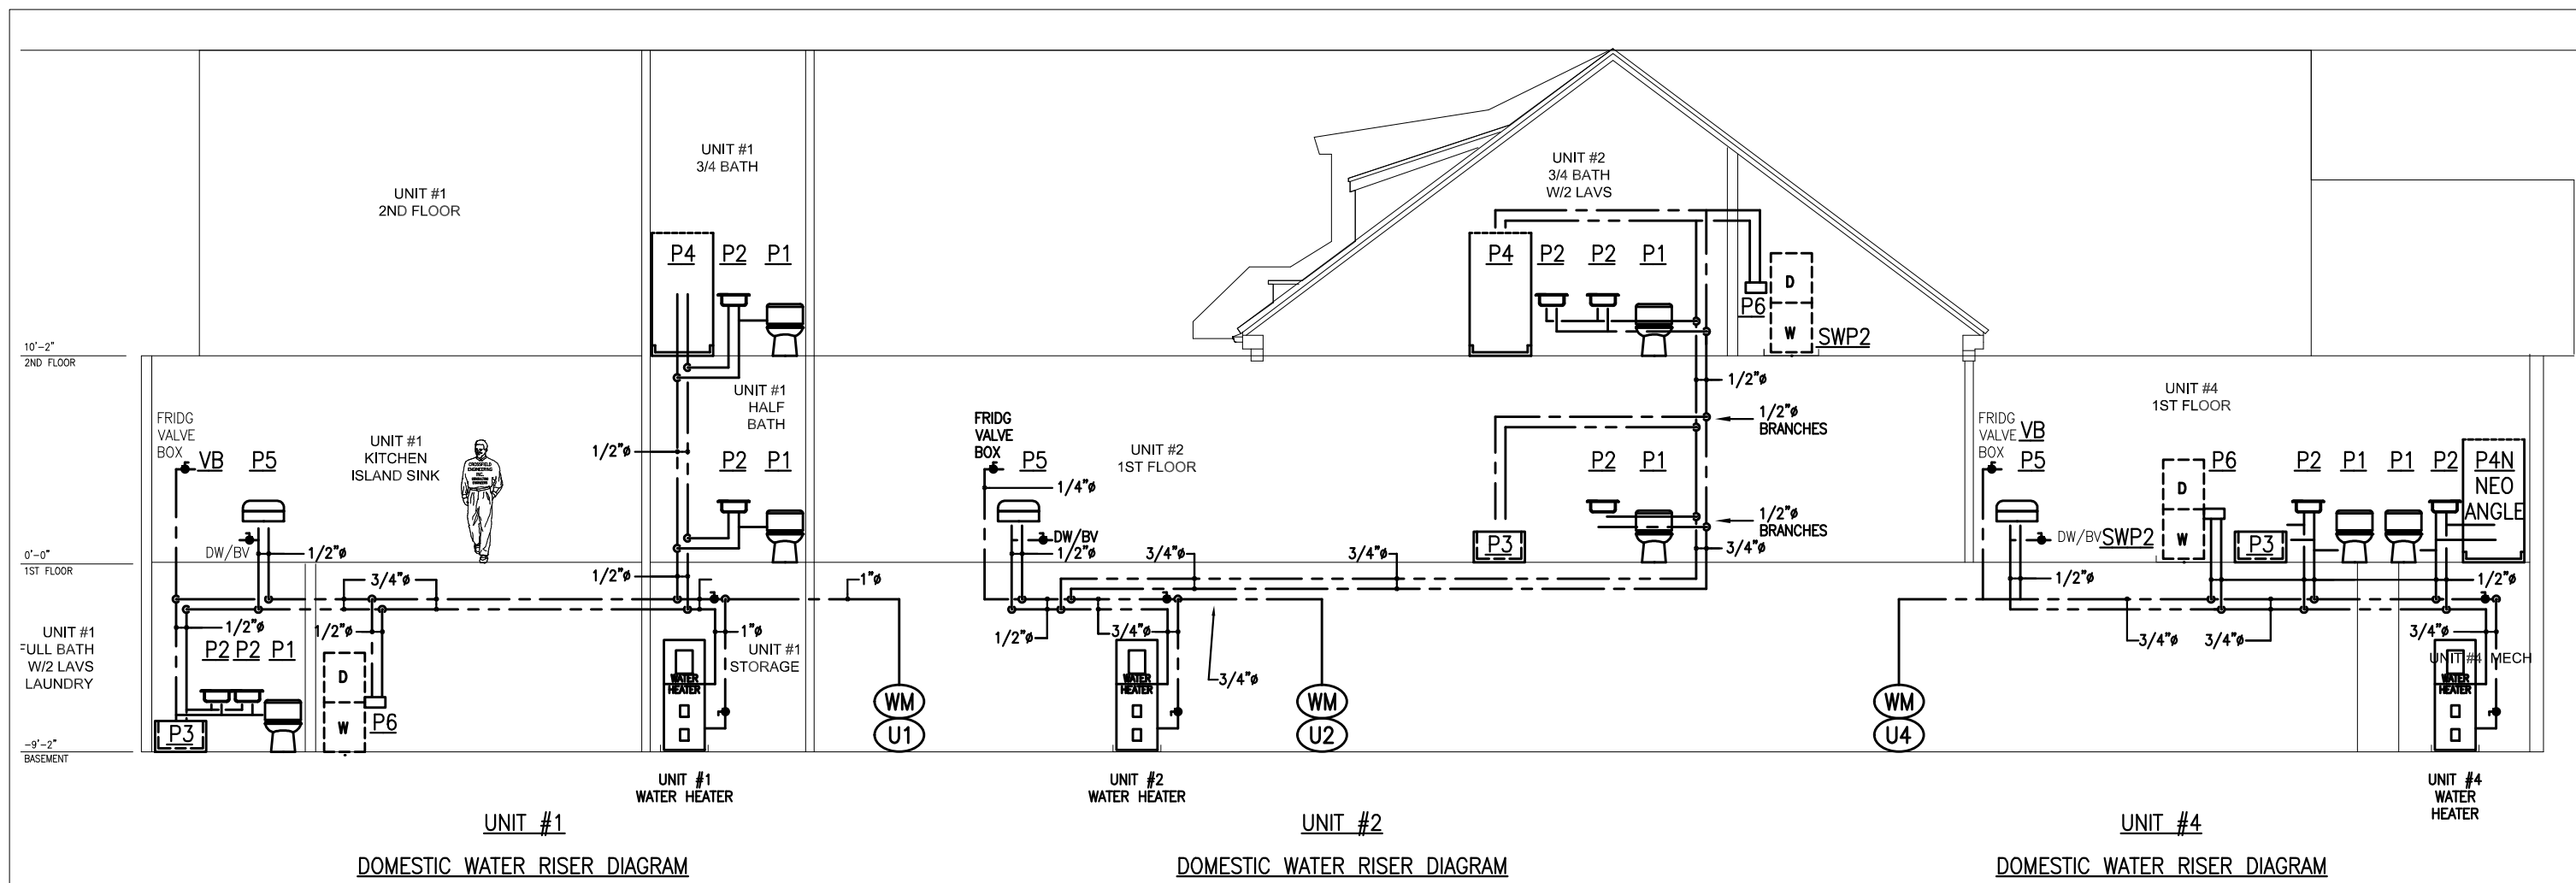 UNIT #1
3/4 BATH
UNIT #1
2ND FLOOR
P4 P2 P1
10'-2"
2ND FLOOR
UNIT #1
HALF
BATH
FRIDG
VALVE
BOX
VB P5
UNIT #1
KITCHEN
ISLAND SINK
CROSSFIELD
ENGINEERING
INC.
1/2"ø
P2 P1
DW/BV
1/2"ø
0'-0"
1ST FLOOR
3/4"ø
1/2"ø
1"ø
1/2"ø
1/2"ø
1"ø
UNIT #1
FULL BATH
W/2 LAVS
LAUNDRY
P2 P2 P1
D
W
P6
P3
WATER
HEATER
UNIT #1
STORAGE
WM
U1
-9'-2"
BASEMENT
UNIT #1
WATER HEATER
UNIT #1
DOMESTIC WATER RISER DIAGRAM
UNIT #2
3/4 BATH
W/2 LAVS
P4 P2 P2 P1
P6
D
W
SWP2
1/2"ø
1/2"ø
BRANCHES
FRIDG
VALVE
BOX
P5
UNIT #2
1ST FLOOR
1/4"ø
P2 P1
1/2"ø
BRANCHES
DW/BV
1/2"ø
3/4"ø
3/4"ø
P3
3/4"ø
1/2"ø
3/4"ø
3/4"ø
WATER
HEATER
WM
U2
UNIT #2
WATER HEATER
UNIT #2
DOMESTIC WATER RISER DIAGRAM
UNIT #4
1ST FLOOR
FRIDG
VALVE
BOX
VB
P5
P6 P2 P1 P1 P2 P4N
NEO
ANGLE
D
W
DW/BV
SWP2
P3
1/2"ø
1/2"ø
3/4"ø
3/4"ø
3/4"ø
UNIT #4 MECH
WATER
HEATER
WM
U4
UNIT #4
WATER
HEATER
UNIT #4
DOMESTIC WATER RISER DIAGRAM